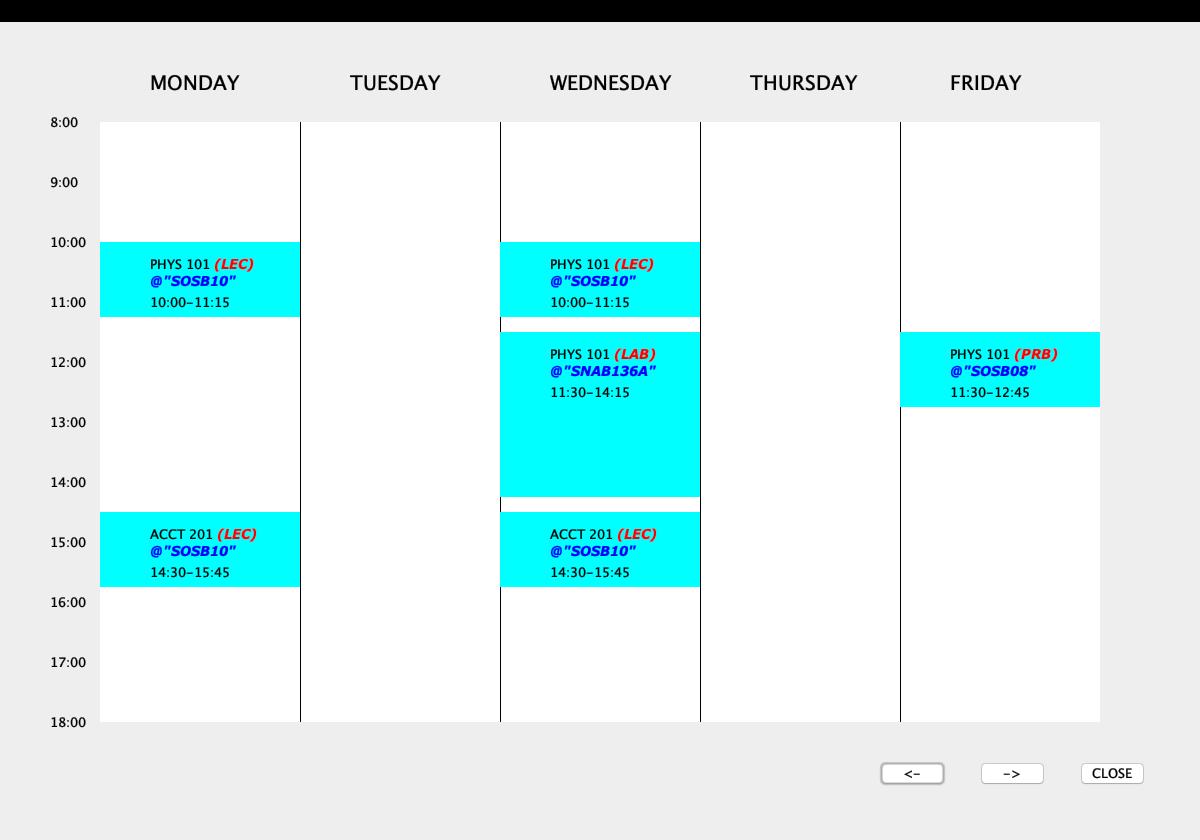 MONDAY TUESDAY WEDNESDAY THURSDAY FRIDAY
8:00
9:00
10:00
PHYS 101 (LEC) PHYS 101 (LEC)
@"SOSB10" @"SOSB10"
11:00 10:00-11:15 10:00-11:15
PHYS 101 (LAB) PHYS 101 (PRB)
12:00 @"SNAB136A" @"SOSB08"
11:30-14:15 11:30-12:45
13:00
14:00
ACCT 201 (LEC) ACCT 201 (LEC)
15:00 @"SOSB10" @"SOSB10"
14:30-15:45 14:30-15:45
16:00
17:00
18:00
<- -> CLOSE